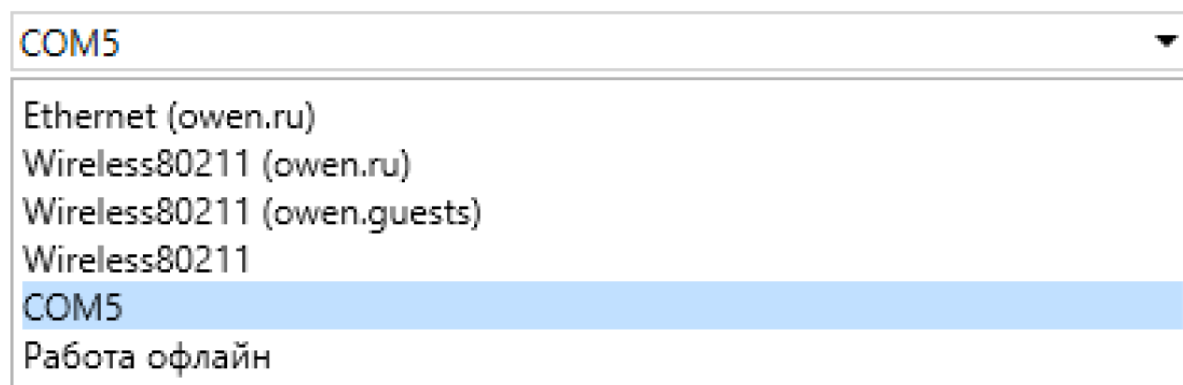 COM5
Ethernet (owen.ru)
Wireless80211 (owen.ru)
Wireless80211 (owen.guests)
Wireless80211
COM5
Работа офлайн